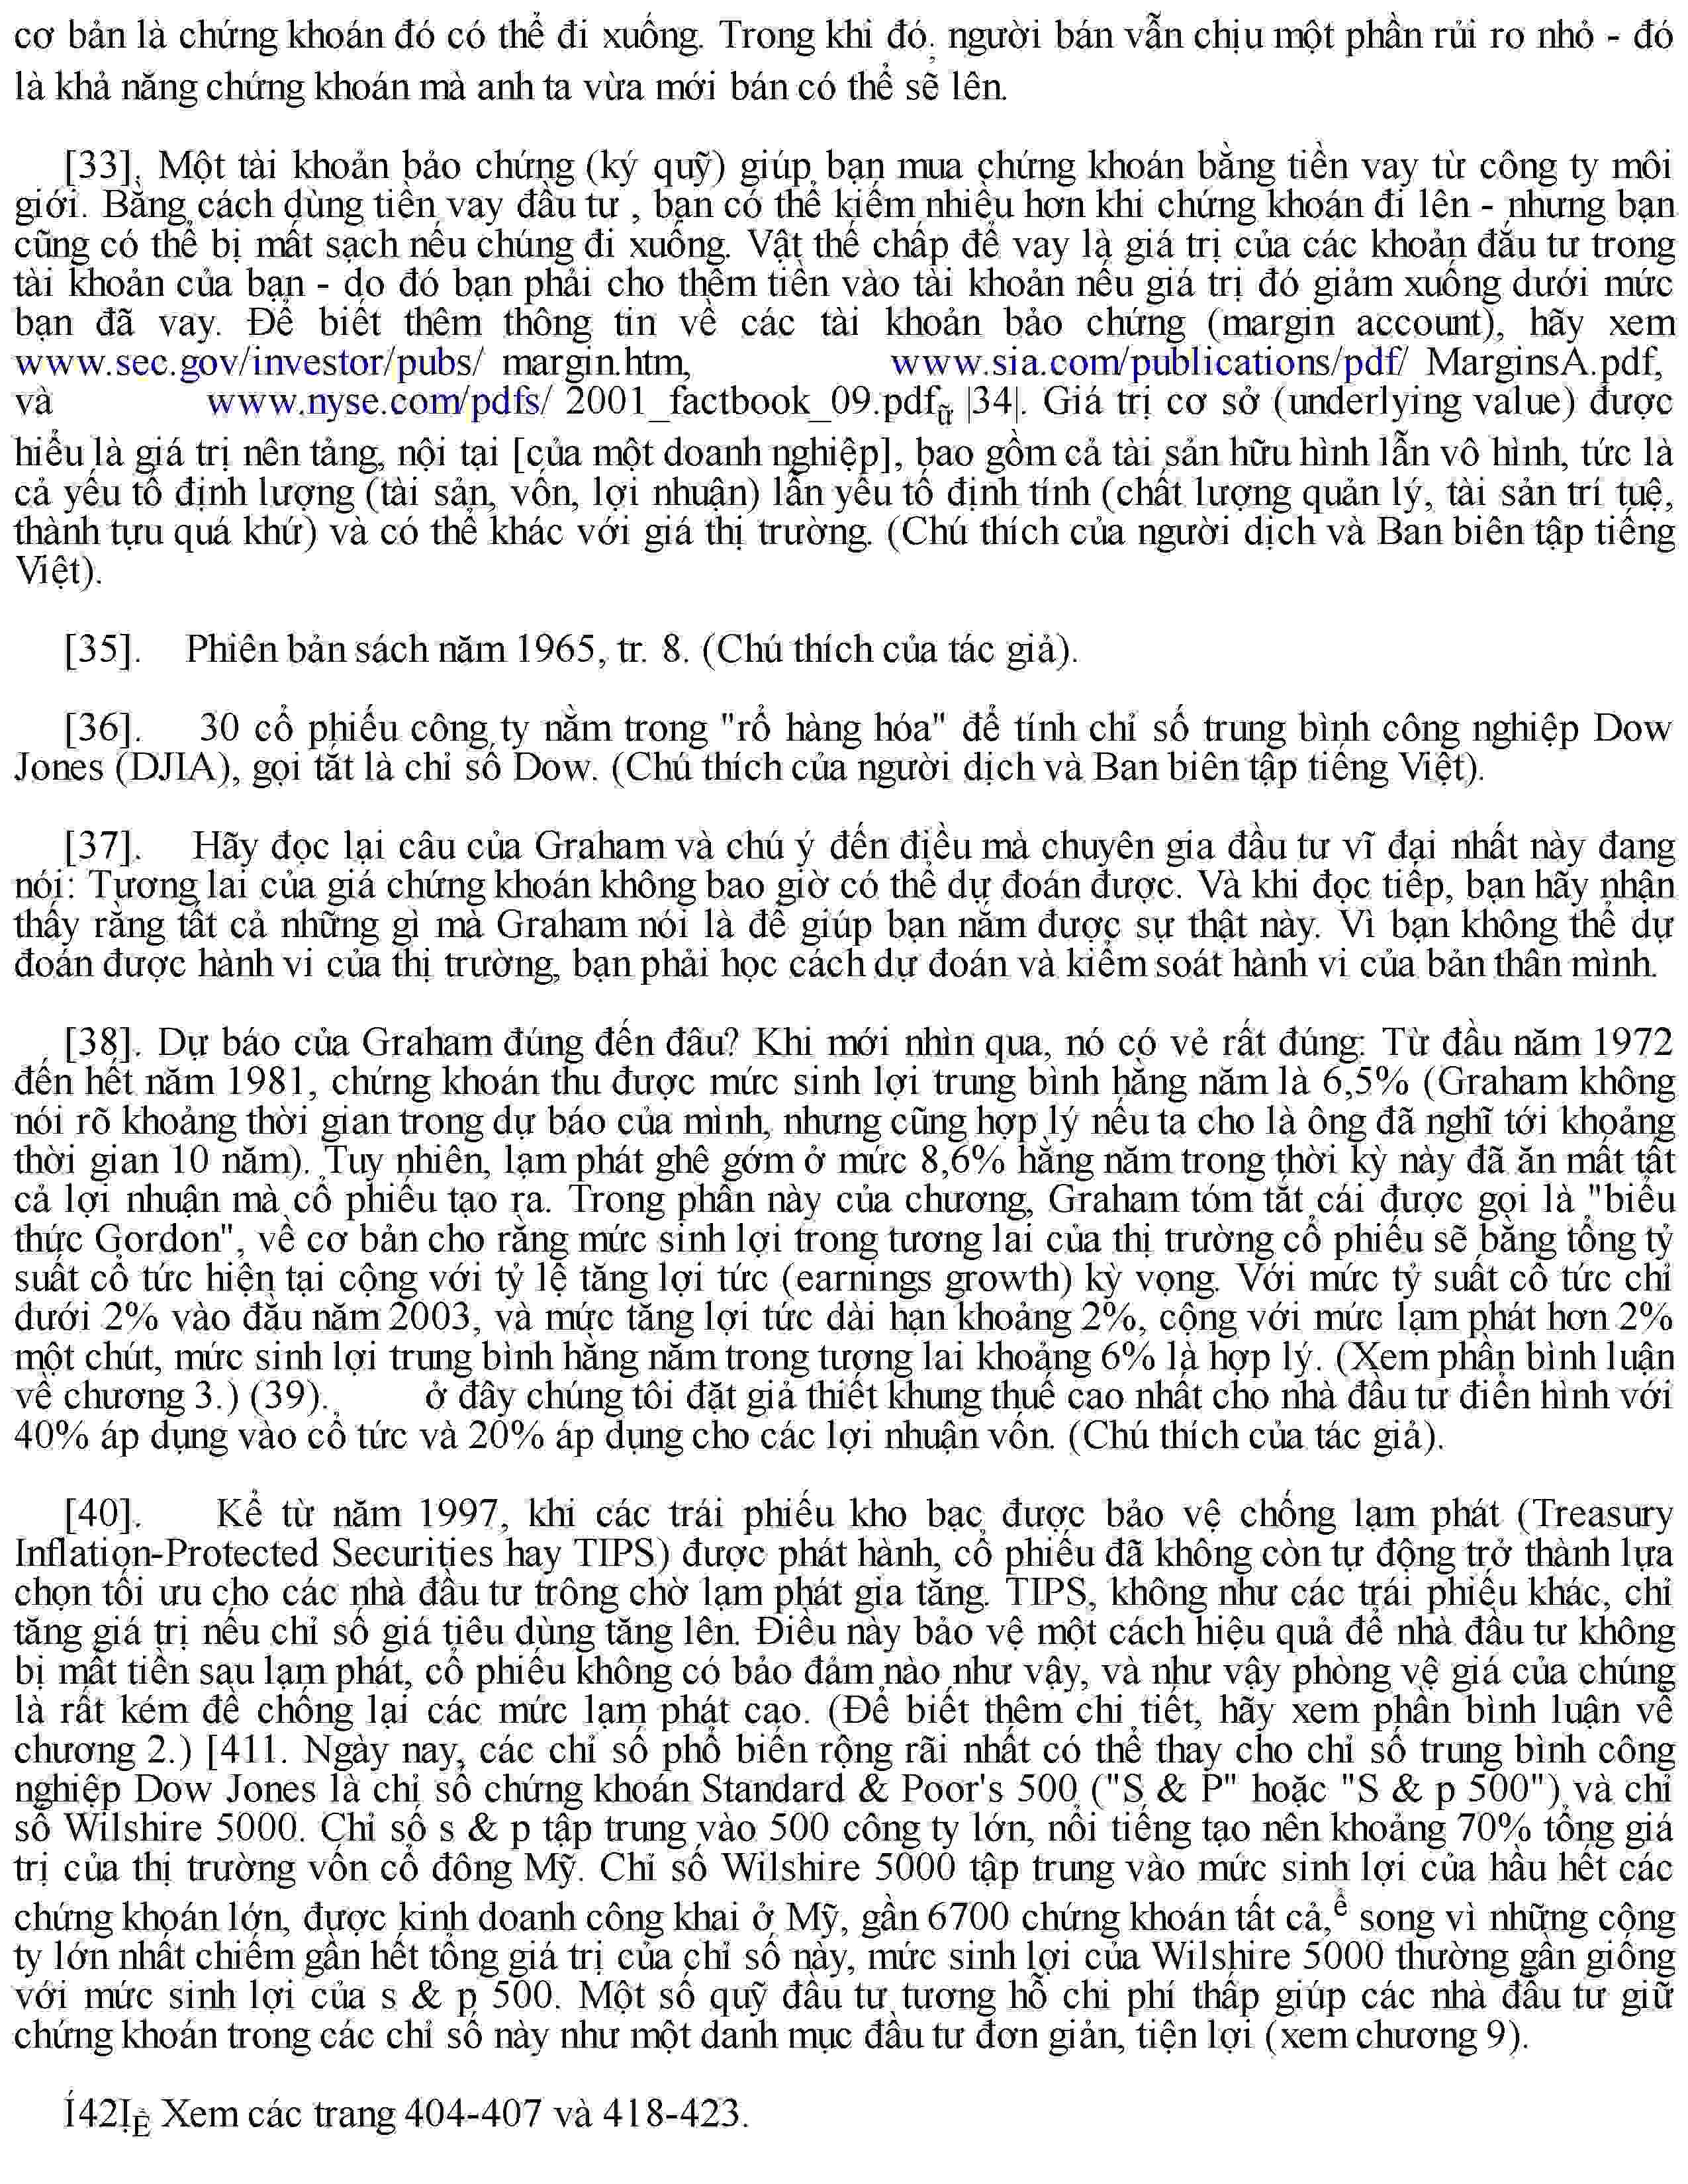 cơ bản là chứng khoán đó có thể đi xuống. Trong khi đó, người bán vẫn chịu một phần rủi ro nhỏ - đó
là khả năng chứng khoán mà anh ta vừa mới bán có thể sẽ lên.
[33]. Một tài khoản bảo chứng (ký quỹ) giúp bạn mua chứng khoán bằng tiền vay từ công ty môi
giới. Bằng cách dùng tiền vay đầu tư , bạn có thể kiếm nhiều hơn khi chứng khoán đi lên - nhưng bạn
cũng có thể bị mất sạch nếu chúng đi xuống. Vật thế chấp để vay là giá trị của các khoản đầu tư trong
tài khoản của bạn - do đó bạn phải cho thêm tiền vào tài khoản nếu giá trị đó giảm xuống dưới mức
bạn đã vay. Để biết thêm thông tin về các tài khoản bảo chứng (margin account), hãy xem
www.sec.gov/investor/pubs/ margin.htm, www.sia.com/publications/pdf/ MarginsA.pdf,
và www.nyse.com/pdfs/ 2001_factbook_09.pdfữ |34|. Giá trị cơ sở (underlying value) được
hiểu là giá trị nền tảng, nội tại [của một doanh nghiệp], bao gồm cả tài sản hữu hình lẫn vô hình, tức là
cả yếu tố định lượng (tài sản, vốn, lợi nhuận) lẫn yếu tố định tính (chất lượng quản lý, tài sản trí tuệ,
thành tựu quá khứ) và có thể khác với giá thị trường. (Chú thích của người dịch và Ban biên tập tiếng
Việt).
[35]. Phiên bản sách năm 1965, tr. 8. (Chú thích của tác giả).
[36]. 30 cổ phiếu công ty nằm trong "rổ hàng hóa" để tính chỉ số trung bình công nghiệp Dow
Jones (DJIA), gọi tắt là chỉ số Dow. (Chú thích của người dịch và Ban biên tập tiếng Việt).
[37]. Hãy đọc lại câu của Graham và chú ý đến điều mà chuyên gia đầu tư vĩ đại nhất này đang
nói: Tương lai của giá chứng khoán không bao giờ có thể dự đoán được. Và khi đọc tiếp, bạn hãy nhận
thấy rằng tất cả những gì mà Graham nói là để giúp bạn nắm được sự thật này. Vì bạn không thể dự
đoán được hành vi của thị trường, bạn phải học cách dự đoán và kiểm soát hành vi của bản thân mình.
[38]. Dự báo của Graham đúng đến đâu? Khi mới nhìn qua, nó có vẻ rất đúng: Từ đầu năm 1972
đến hết năm 1981, chứng khoán thu được mức sinh lợi trung bình hằng năm là 6,5% (Graham không
nói rõ khoảng thời gian trong dự báo của mình, nhưng cũng hợp lý nếu ta cho là ông đã nghĩ tới khoảng
thời gian 10 năm). Tuy nhiên, lạm phát ghê gớm ở mức 8,6% hằng năm trong thời kỳ này đã ăn mất tất
cả lợi nhuận mà cổ phiếu tạo ra. Trong phần này của chương, Graham tóm tắt cái được gọi là "biểu
thức Gordon", về cơ bản cho rằng mức sinh lợi trong tương lai của thị trường cổ phiếu sẽ bằng tổng tỷ
suất cổ tức hiện tại cộng với tỷ lệ tăng lợi tức (earnings growth) kỳ vọng. Với mức tỷ suất cổ tức chỉ
dưới 2% vào đầu năm 2003, và mức tăng lợi tức dài hạn khoảng 2%, cộng với mức lạm phát hơn 2%
một chút, mức sinh lợi trung bình hằng năm trong tương lai khoảng 6% là hợp lý. (Xem phần bình luận
về chương 3.) (39). ở đây chúng tôi đặt giả thiết khung thuế cao nhất cho nhà đầu tư điển hình với
40% áp dụng vào cổ tức và 20% áp dụng cho các lợi nhuận vốn. (Chú thích của tác giả).
[40]. Kể từ năm 1997, khi các trái phiếu kho bạc được bảo vệ chống lạm phát (Treasury
Inflation-Protected Securities hay TIPS) được phát hành, cổ phiếu đã không còn tự động trở thành lựa
chọn tối ưu cho các nhà đầu tư trông chờ lạm phát gia tăng. TIPS, không như các trái phiếu khác, chỉ
tăng giá trị nếu chỉ số giá tiêu dùng tăng lên. Điều này bảo vệ một cách hiệu quả để nhà đầu tư không
bị mất tiền sau lạm phát, cổ phiếu không có bảo đảm nào như vậy, và như vậy phòng vệ giá của chúng
là rất kém để chống lại các mức lạm phát cao. (Để biết thêm chi tiết, hãy xem phần bình luận về
chương 2.) [411. Ngày nay, các chỉ số phổ biến rộng rãi nhất có thể thay cho chỉ số trung bình công
nghiệp Dow Jones là chỉ số chứng khoán Standard & Poor's 500 ("S & P" hoặc "S & p 500") và chỉ
số Wilshire 5000. Chỉ số s & p tập trung vào 500 công ty lớn, nổi tiếng tạo nên khoảng 70% tổng giá
trị của thị trường vốn cổ đông Mỹ. Chỉ số Wilshire 5000 tập trung vào mức sinh lợi của hầu hết các
chứng khoán lớn, được kinh doanh công khai ở Mỹ, gần 6700 chứng khoán tất cả,ể song vì những công
ty lớn nhất chiếm gần hết tổng giá trị của chỉ số này, mức sinh lợi của Wilshire 5000 thường gần giống
với mức sinh lợi của s & p 500. Một số quỹ đầu tư tương hỗ chi phí thấp giúp các nhà đầu tư giữ
chứng khoán trong các chỉ số này như một danh mục đầu tư đơn giản, tiện lợi (xem chương 9).
Í42ỊỀ Xem các trang 404-407 và 418-423.